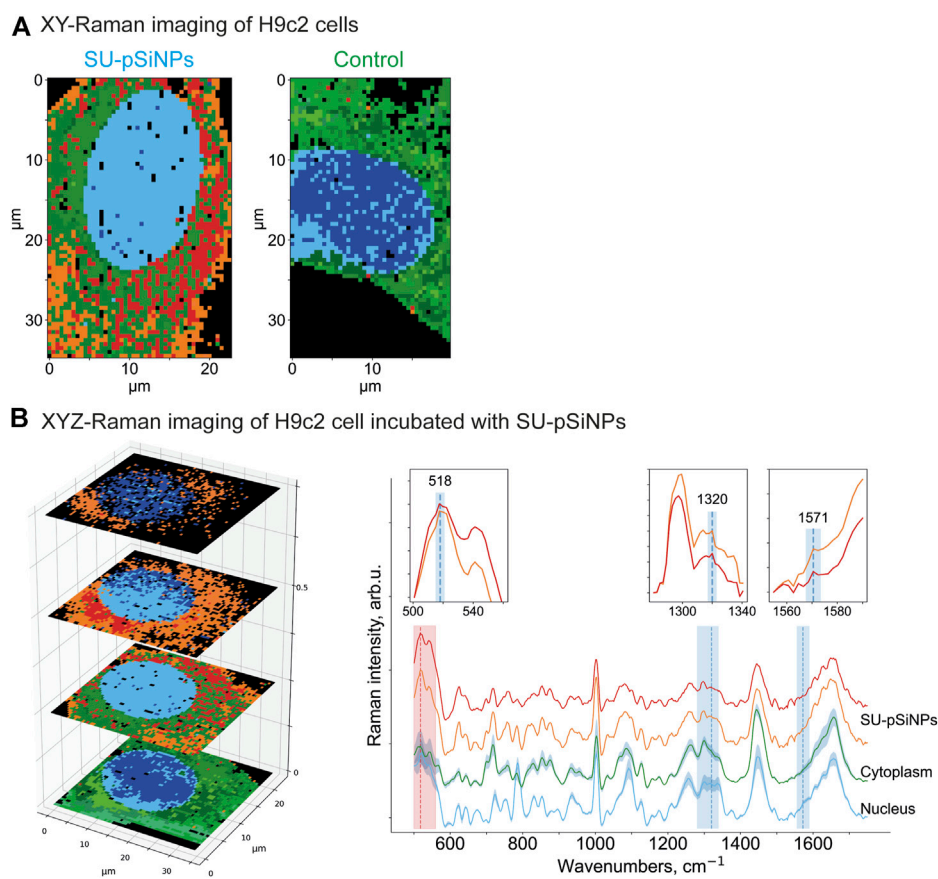 A XY-Raman imaging of H9c2 cells
SU-pSiNPs
Control
0
10
20
30
µm
0 10 20
µm
0
10
20
30
µm
0 10
µm
B XYZ-Raman imaging of H9c2 cell incubated with SU-pSiNPs
0.5
0
0 10 20 30
µm
0
10
20
µm
518
500 520 540
1320
1300 1320 1340
1571
1560 1580
Raman intensity, arb.u.
SU-pSiNPs
Cytoplasm
Nucleus
600 800 1000 1200 1400 1600
Wavenumbers, cm⁻¹